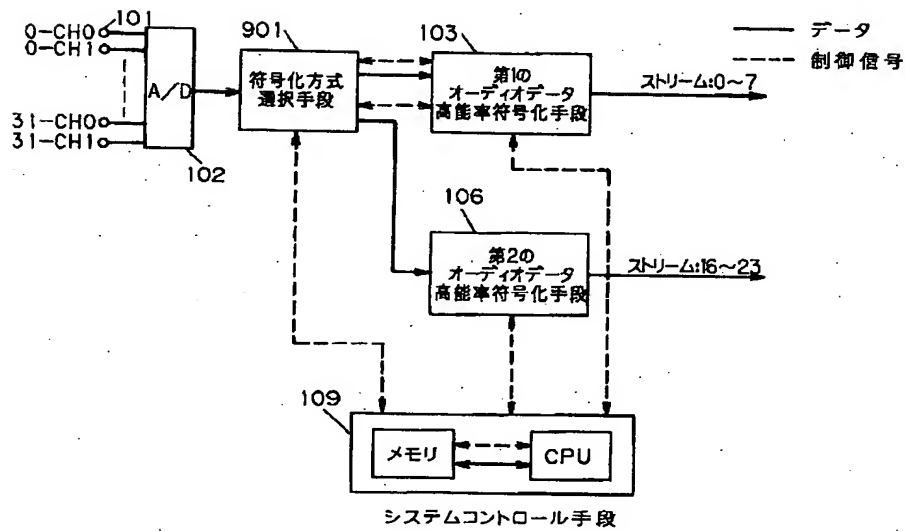 0-CH0 101
0-CH1
31-CH0
31-CH1
A/D
102
901
符号化方式
選択手段
103
第1の
オーディオデータ
高能率符号化手段
データ
制御信号
ストリーム:0〜7
106
第2の
オーディオデータ
高能率符号化手段
ストリーム:16〜23
109
メモリ
CPU
システムコントロール手段